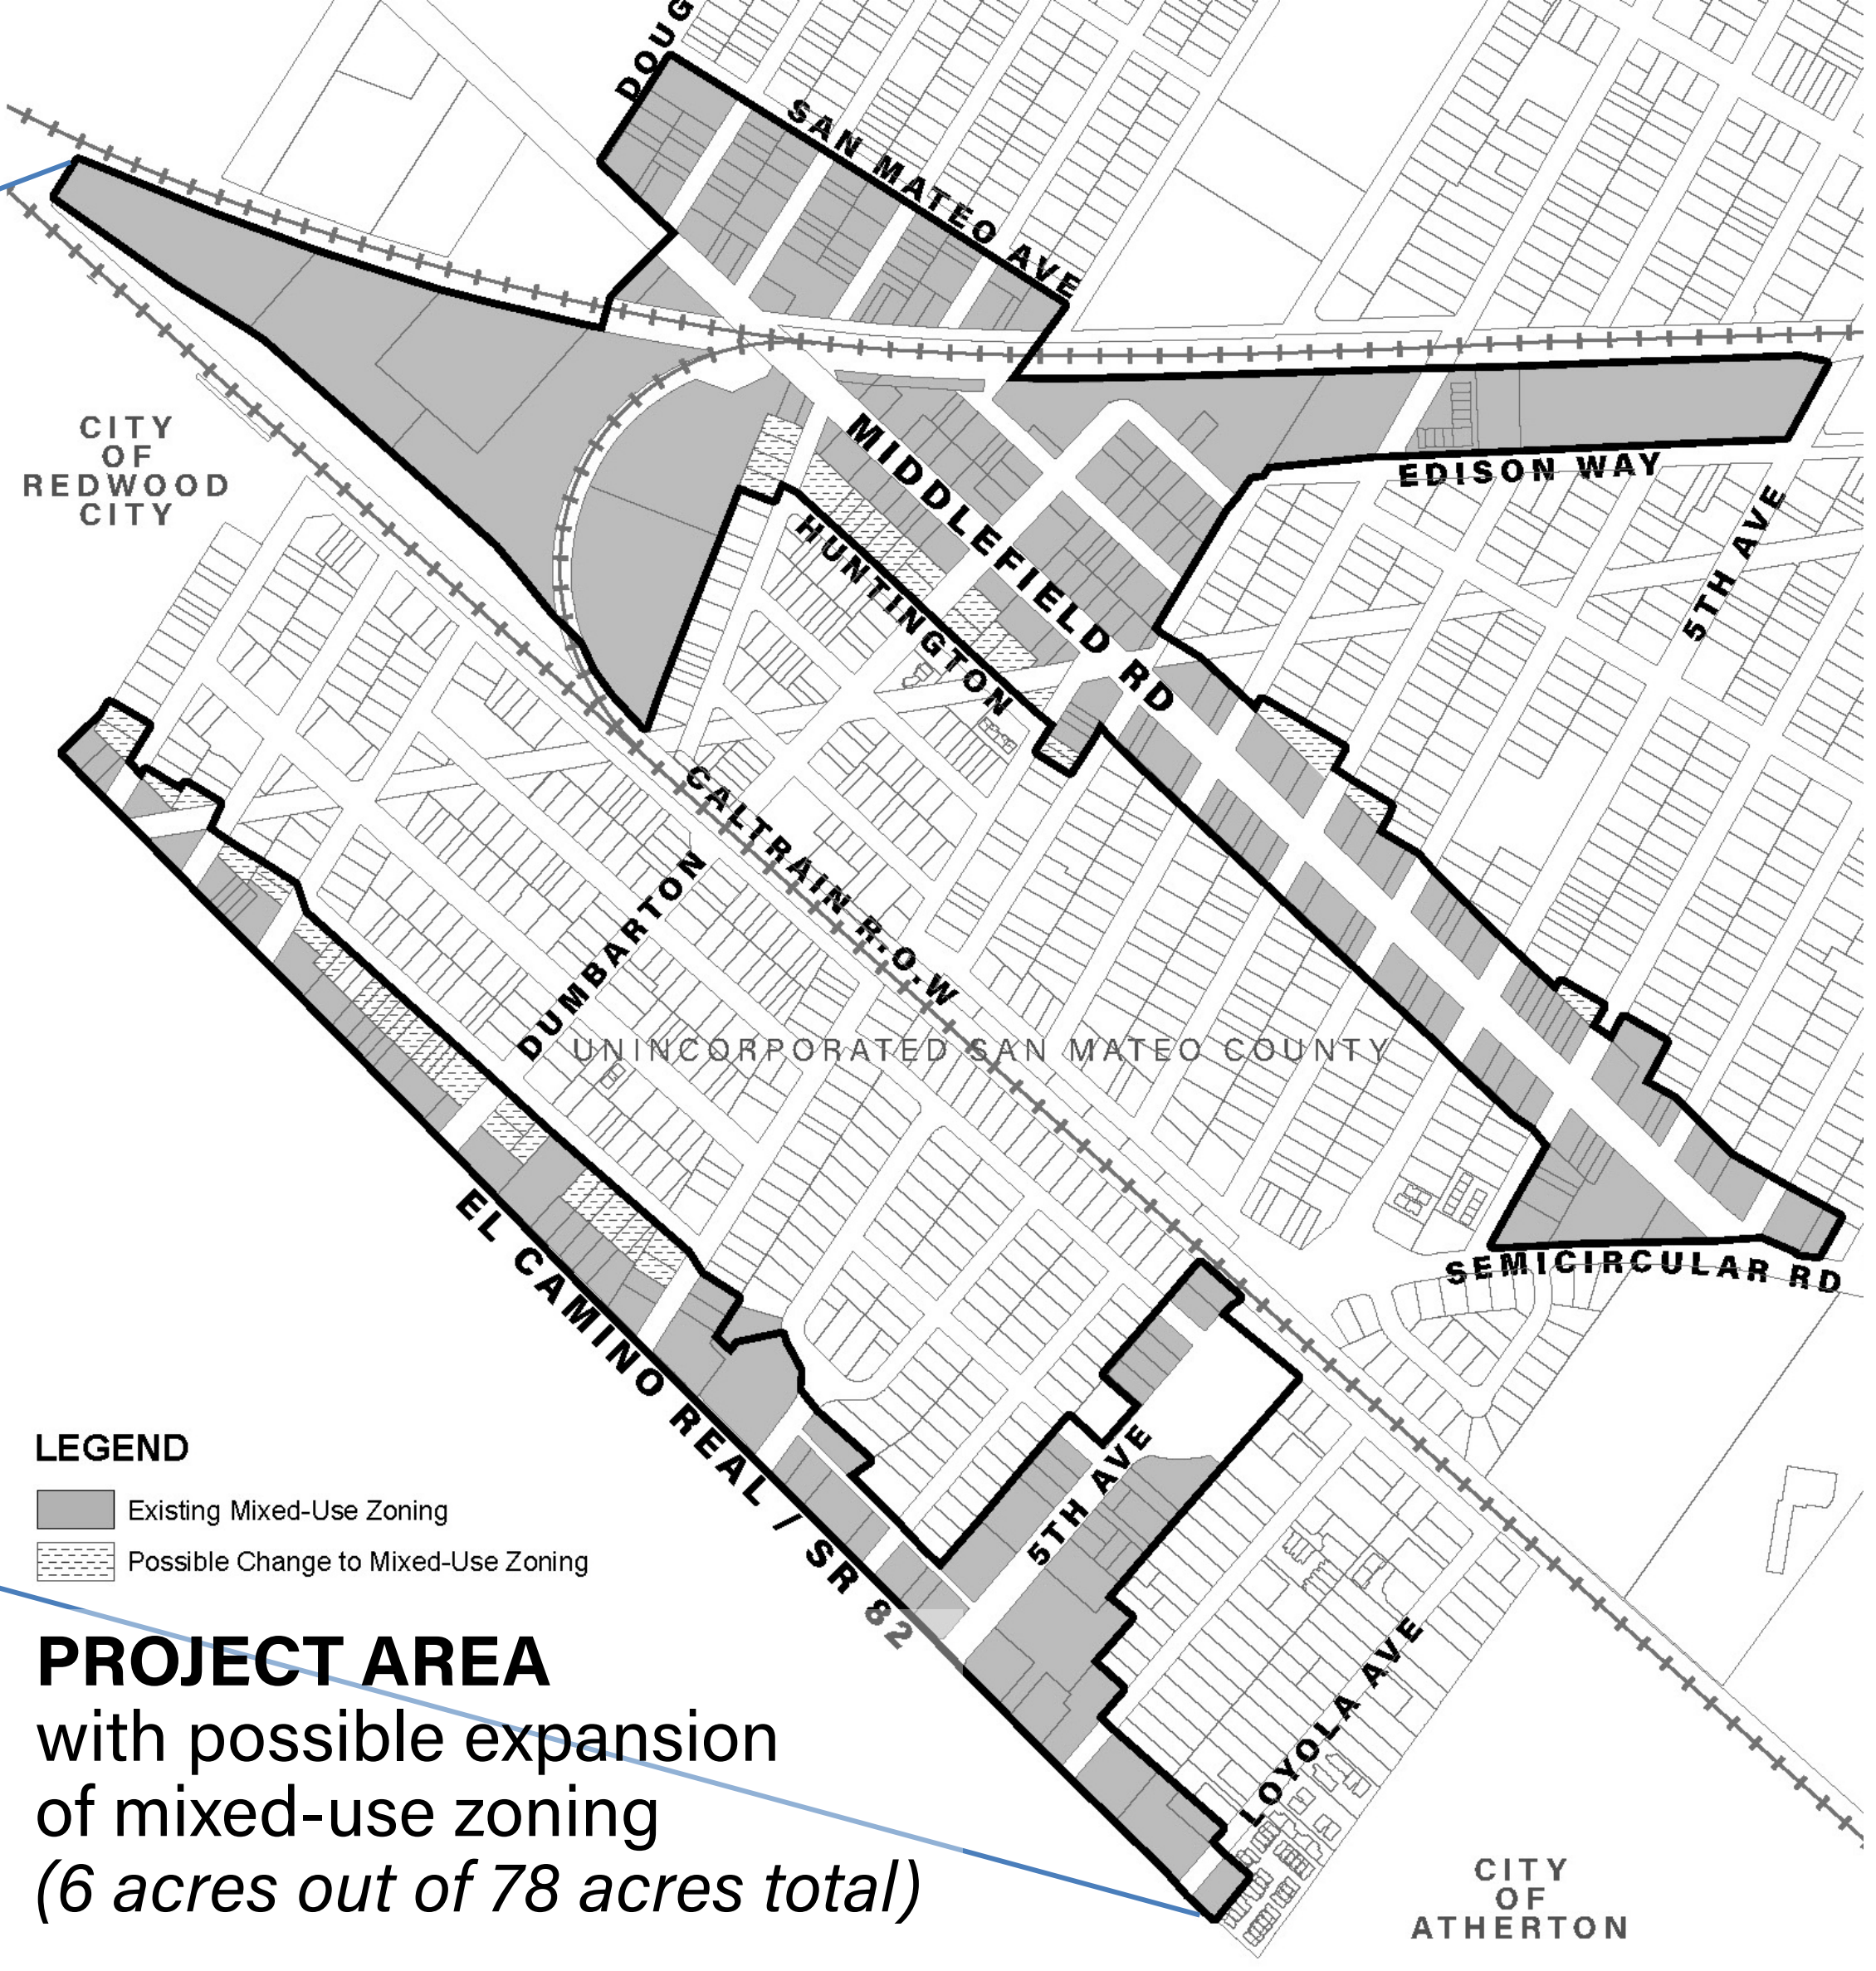 DOUG
SAN MATEO AVE
MIDDLEFIELD RD
EDISON WAY
5TH AVE
HUNTINGTON
CITY
OF
REDWOOD
CITY
CALTRAIN R.O.W
DUMBARTON
UNINCORPORATED SAN MATEO COUNTY
EL CAMINO REAL / SR 82
SEMICIRCULAR RD
5TH AVE
LOYOLA AVE
LEGEND
Existing Mixed-Use Zoning
Possible Change to Mixed-Use Zoning
PROJECT AREA
with possible expansion
of mixed-use zoning
(6 acres out of 78 acres total)
CITY
OF
ATHERTON